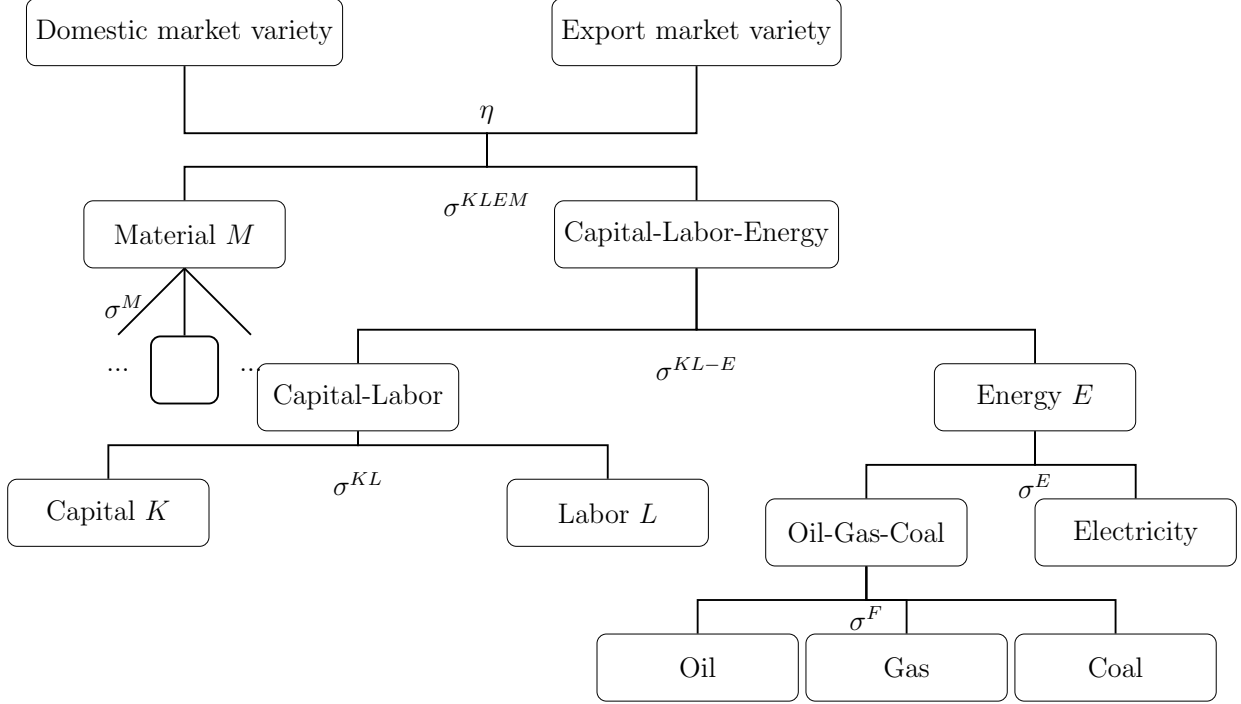 Domestic market variety
Export market variety
η
σ^{KLEM}
Material M
Capital-Labor-Energy
σ^M
...
...
σ^{KL−E}
Capital-Labor
Energy E
σ^{KL}
σ^E
Capital K
Labor L
Oil-Gas-Coal
Electricity
σ^F
Oil
Gas
Coal